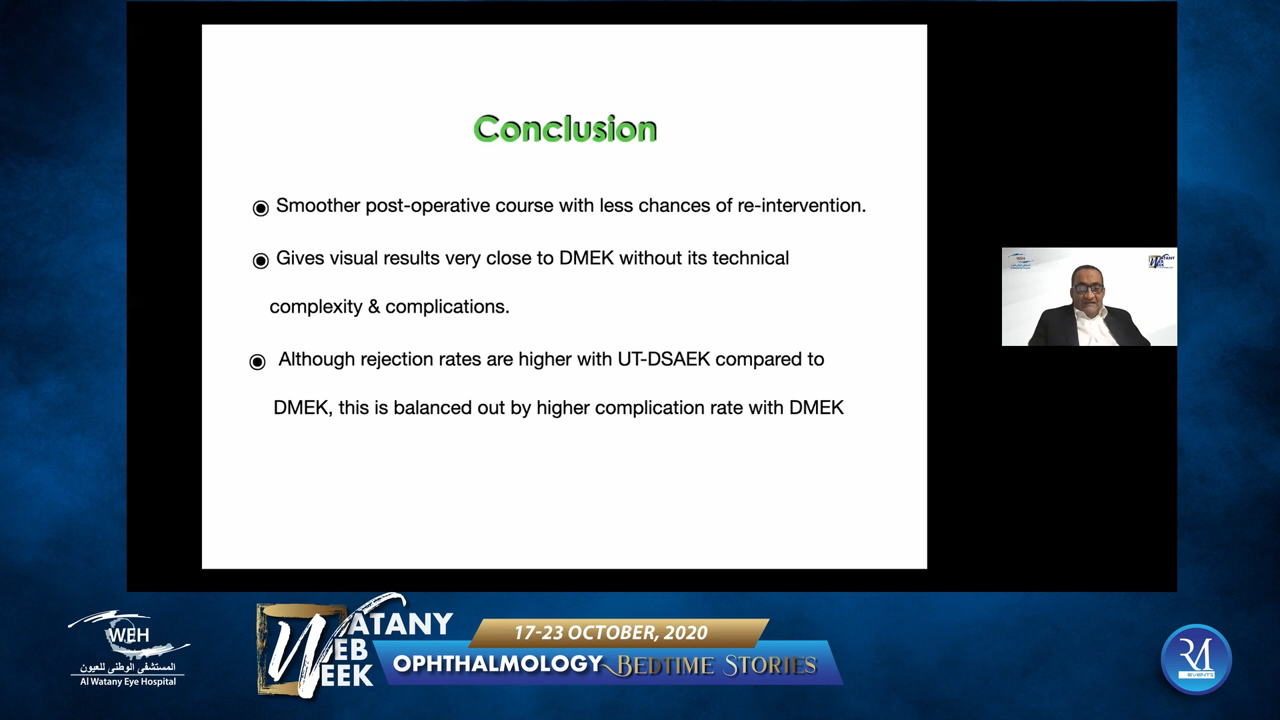 Conclusion
Smoother post-operative course with less chances of re-intervention.
Gives visual results very close to DMEK without its technical
complexity & complications.
Although rejection rates are higher with UT-DSAEK compared to
DMEK, this is balanced out by higher complication rate with DMEK
WEH
المستشفى الوطني للعيون
Al Watany Eye Hospital
WATANY
WEB
WEEK
17-23 OCTOBER, 2020
OPHTHALMOLOGY BEDTIME STORIES
RM
EVENTS